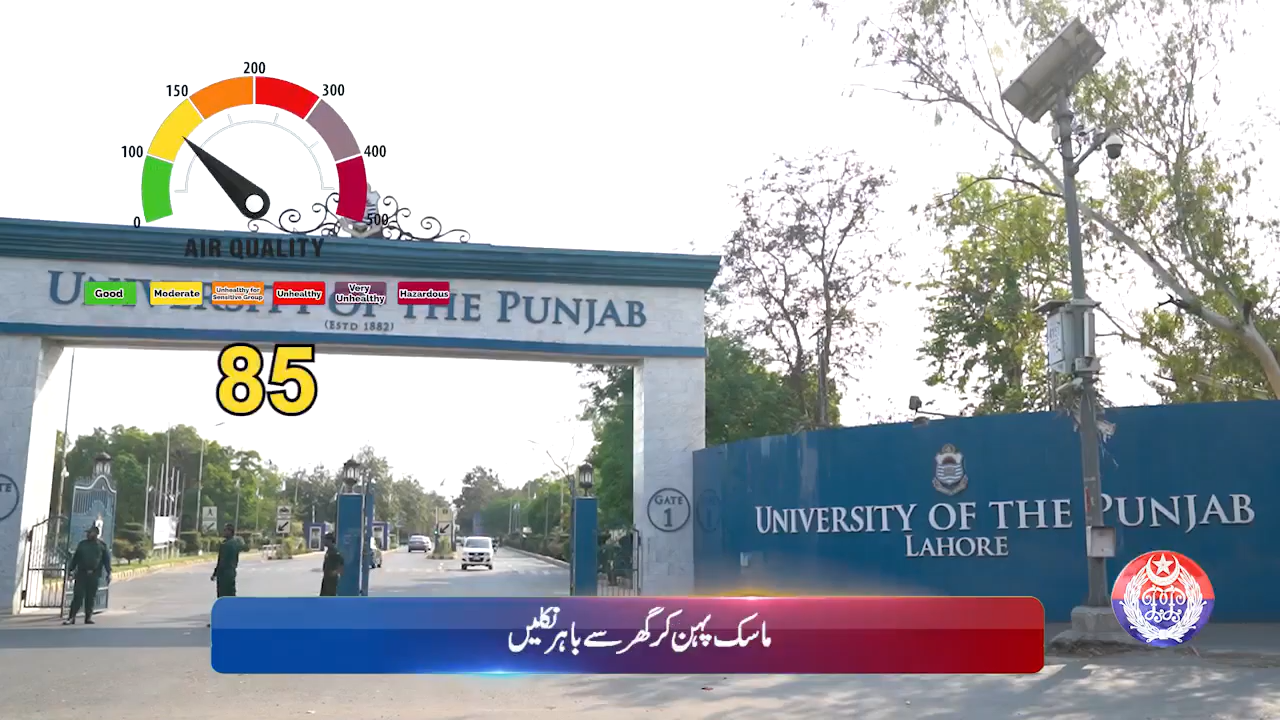 200
150
300
100
400
0
500
AIR QUALITY
UNIVERSITY OF THE PUNJAB
(ESTD 1882)
Good
Moderate
Unhealthy for
Sensitive Group
Unhealthy
Very
Unhealthy
Hazardous
85
GATE
1
UNIVERSITY OF THE PUNJAB
LAHORE
ماسک پہن کر گھر سے باہر نکلیں